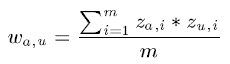 w_{a,u} = \frac{\sum_{i=1}^{m} z_{a,i} * z_{u,i}}{m}